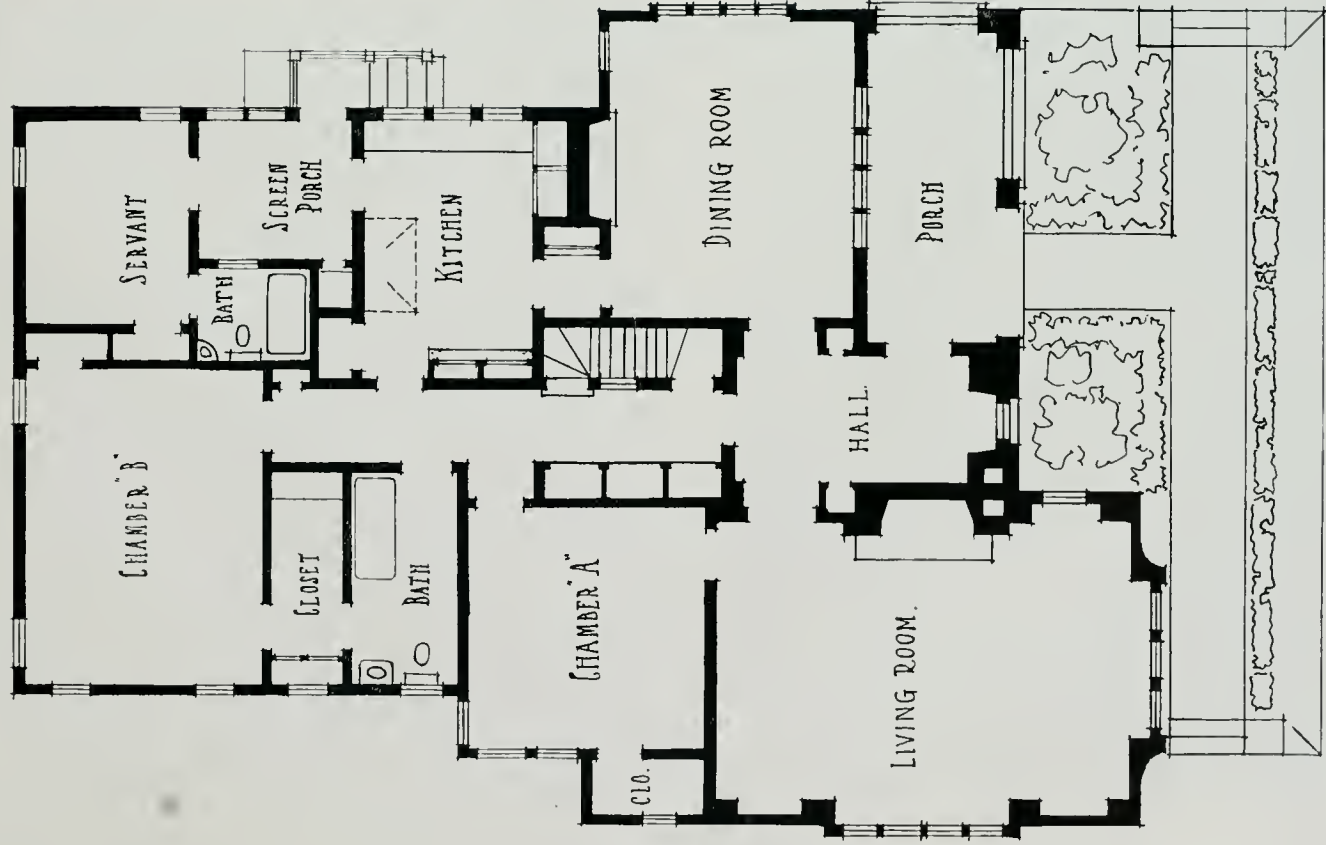 CHAMBER "B"
SERVANT
BATH
SCREEN
PORCH
CLOSET
BATH
KITCHEN
CHAMBER "A"
CLO.
DINING ROOM
HALL.
LIVING ROOM.
PORCH